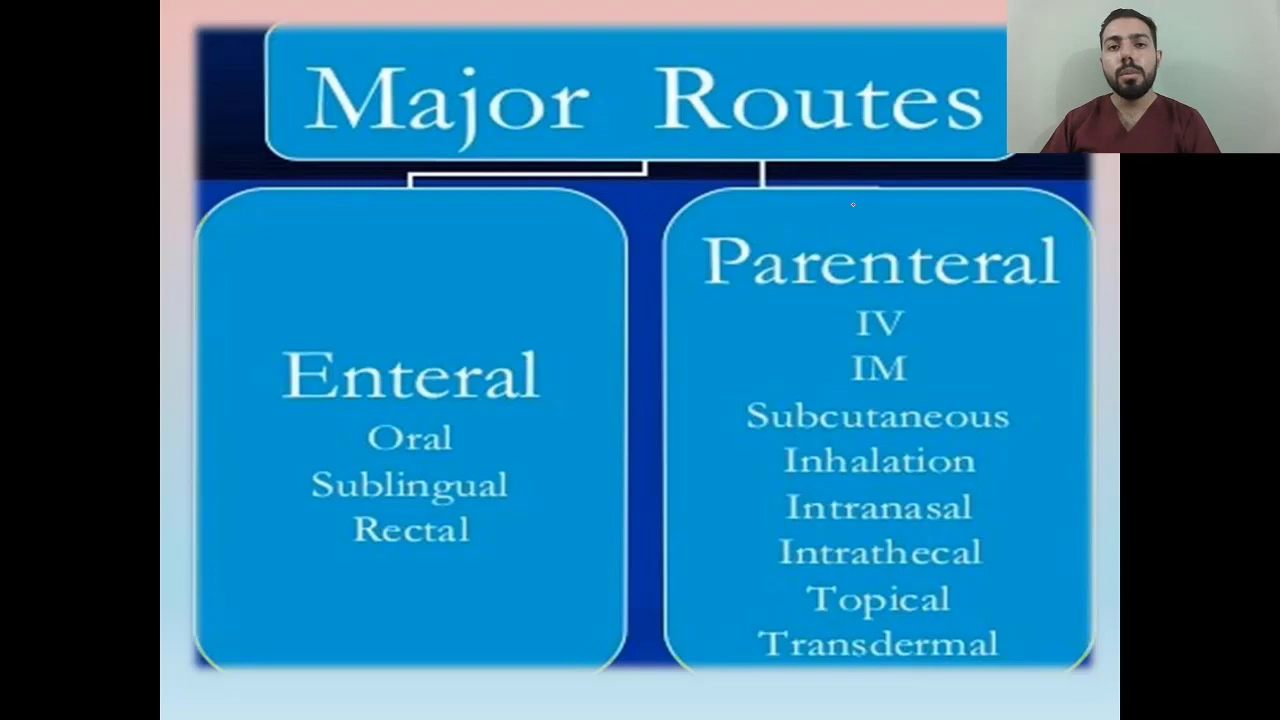 Major Routes
Enteral
Oral
Sublingual
Rectal
Parenteral
IV
IM
Subcutaneous
Inhalation
Intranasal
Intrathecal
Topical
Transdermal